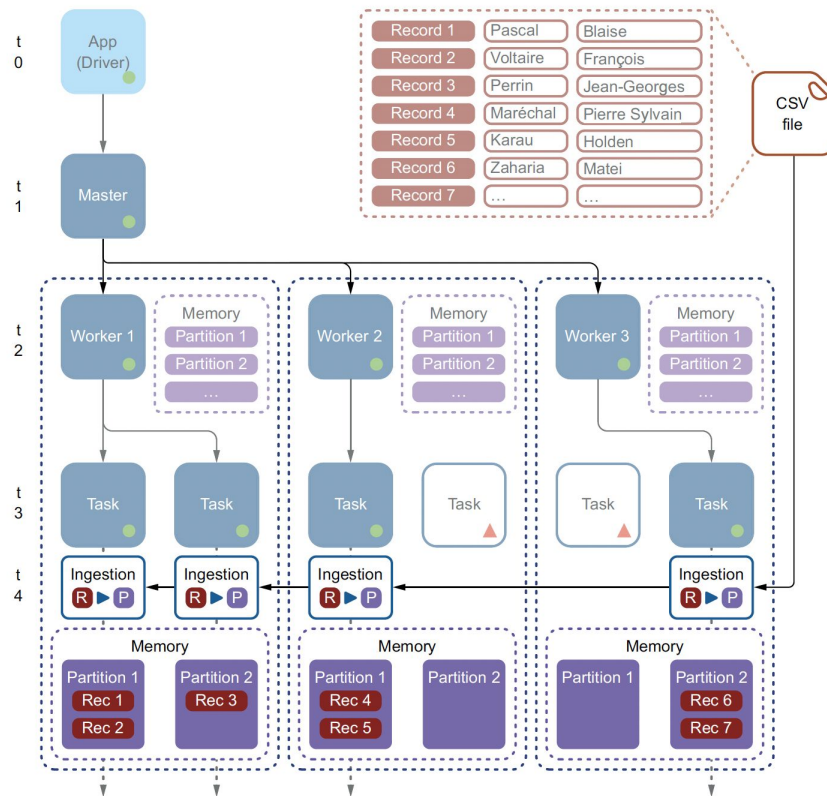 t
0
App
(Driver)
Record 1 Pascal Blaise
Record 2 Voltaire François
Record 3 Perrin Jean-Georges
Record 4 Maréchal Pierre Sylvain
Record 5 Karau Holden
Record 6 Zaharia Matei
Record 7 … …
CSV
file
t
1
Master
t
2
Worker 1
Memory
Partition 1
Partition 2
…
Worker 2
Memory
Partition 1
Partition 2
…
Worker 3
Memory
Partition 1
Partition 2
…
t
3
Task
Task
Task
Task
Task
Task
t
4
Ingestion
R P
Ingestion
R P
Ingestion
R P
Ingestion
R P
Memory
Partition 1
Rec 1
Rec 2
Partition 2
Rec 3
Memory
Partition 1
Rec 4
Rec 5
Partition 2
Memory
Partition 1
Partition 2
Rec 6
Rec 7